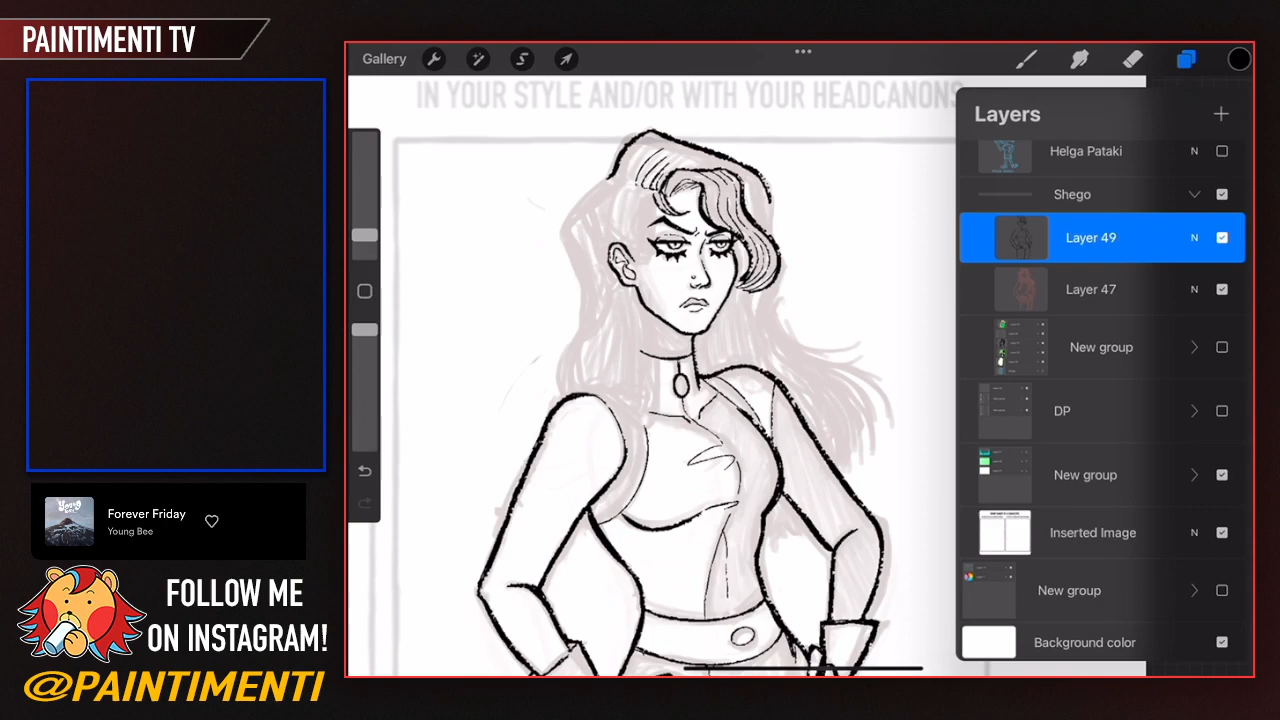 PAINTIMENTI TV
Gallery
IN YOUR STYLE AND/OR WITH YOUR HEADCANONS
Layers
Helga Pataki N
Shego
Layer 49 N
Layer 47 N
New group
DP
New group
Inserted Image N
New group
Background color
Forever Friday
Young Bee
FOLLOW ME
ON INSTAGRAM!
@PAINTIMENTI